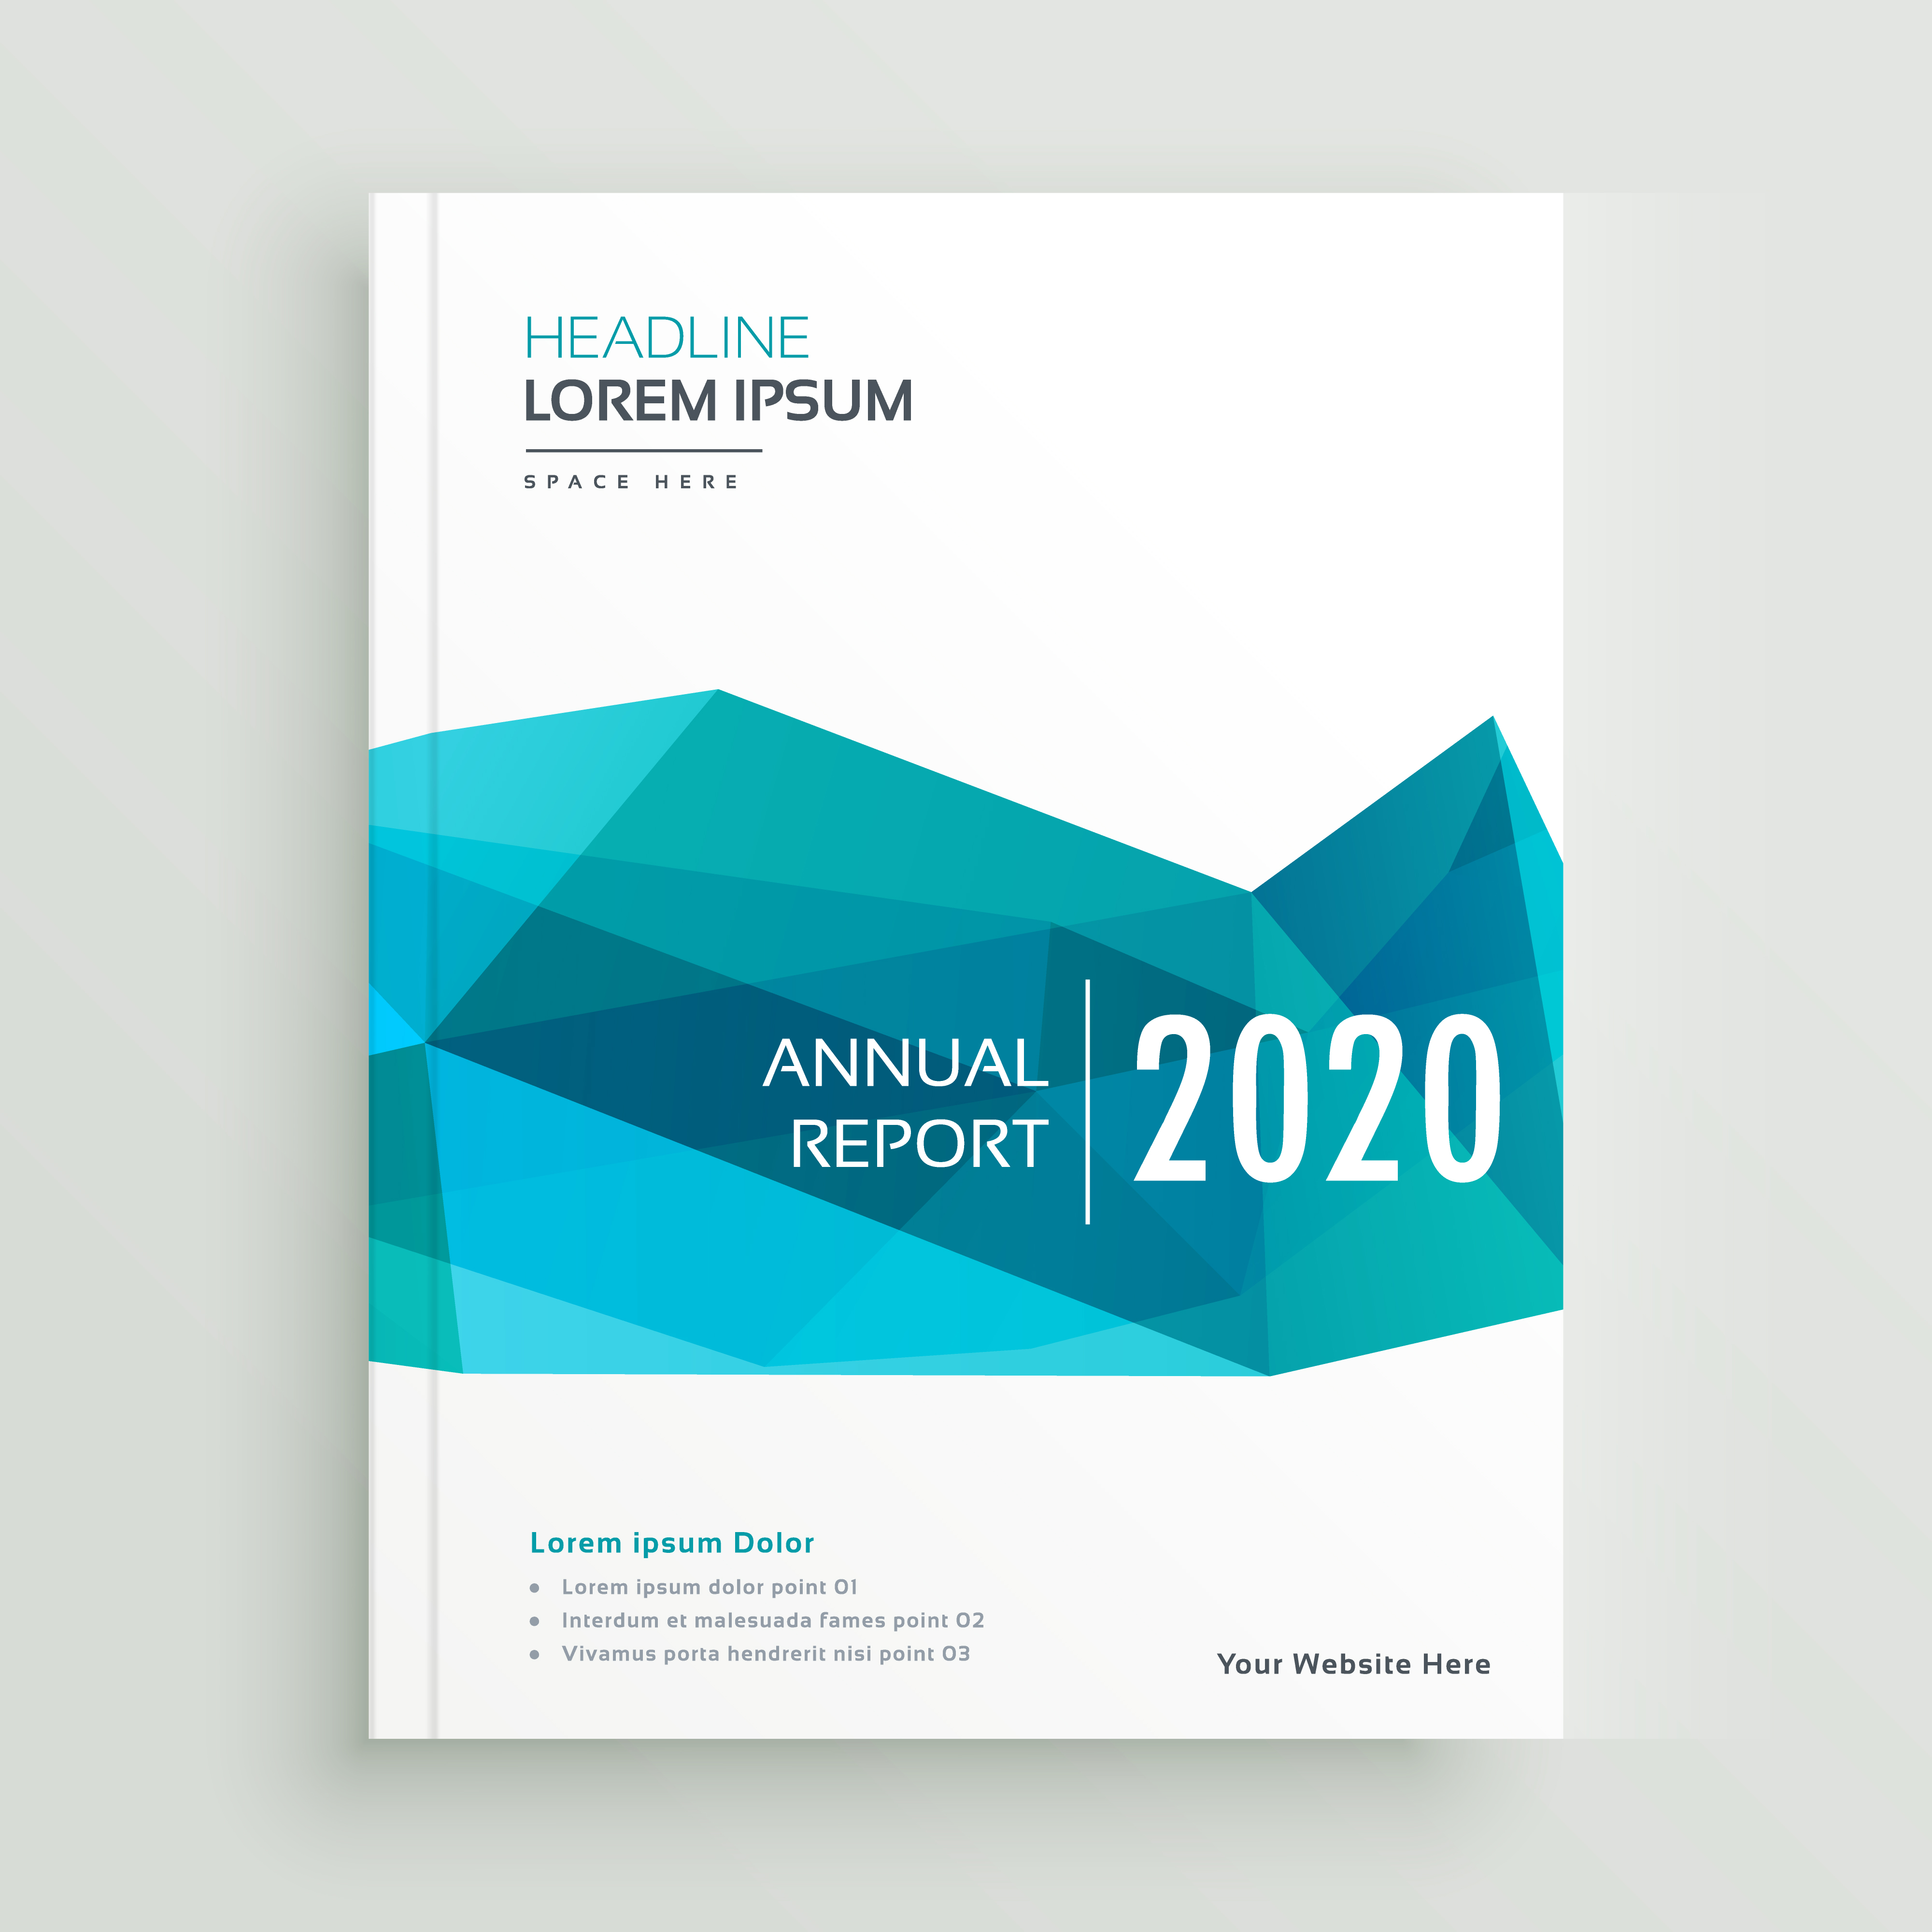 HEADLINE
LOREM IPSUM
SPACE HERE
ANNUAL
REPORT
2020
Lorem ipsum Dolor
Lorem ipsum dolor point 01
Interdum et malesuada fames point 02
Vivamus porta hendrerit nisi point 03
Your Website Here